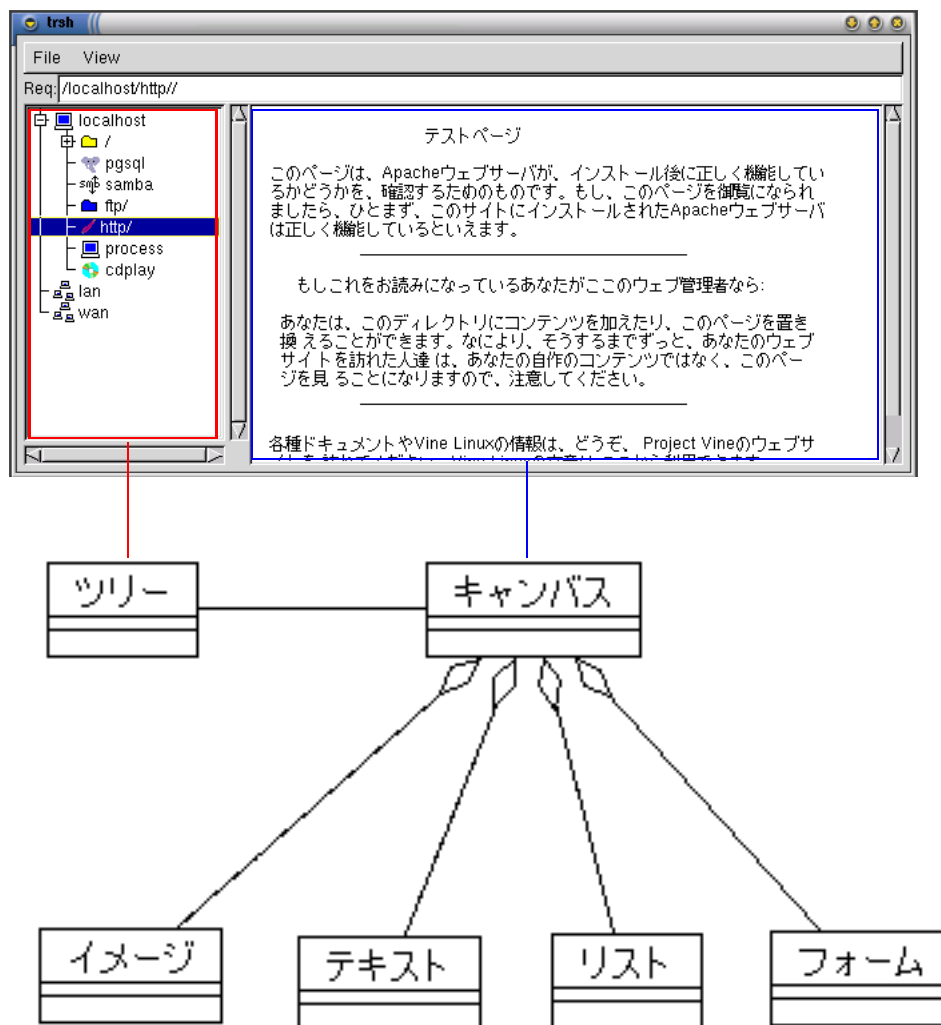 trsh
File View
Req: /localhost/http//
localhost
/
pgsql
samba
ftp/
http/
process
cdplay
lan
wan
テストページ
このページは、Apacheウェブサーバが、インストール後に正しく機能してい
るかどうかを、確認するためのものです。もし、このページを御覧になられ
ましたら、ひとまず、このサイトにインストールされたApacheウェブサーバ
は正しく機能しているといえます。
もしこれをお読みになっているあなたがここのウェブ管理者なら:
あなたは、このディレクトリにコンテンツを加えたり、このページを置き
換 えることができます。なにより、そうするまでずっと、あなたのウェブ
サイトを訪れた人達 は、あなたの自作のコンテンツではなく、このペー
ジを見 ることになりますので、注意してください。
各種ドキュメントやVine Linuxの情報は、どうぞ、 Project Vineのウェブサ
ツリー
キャンバス
イメージ
テキスト
リスト
フォーム